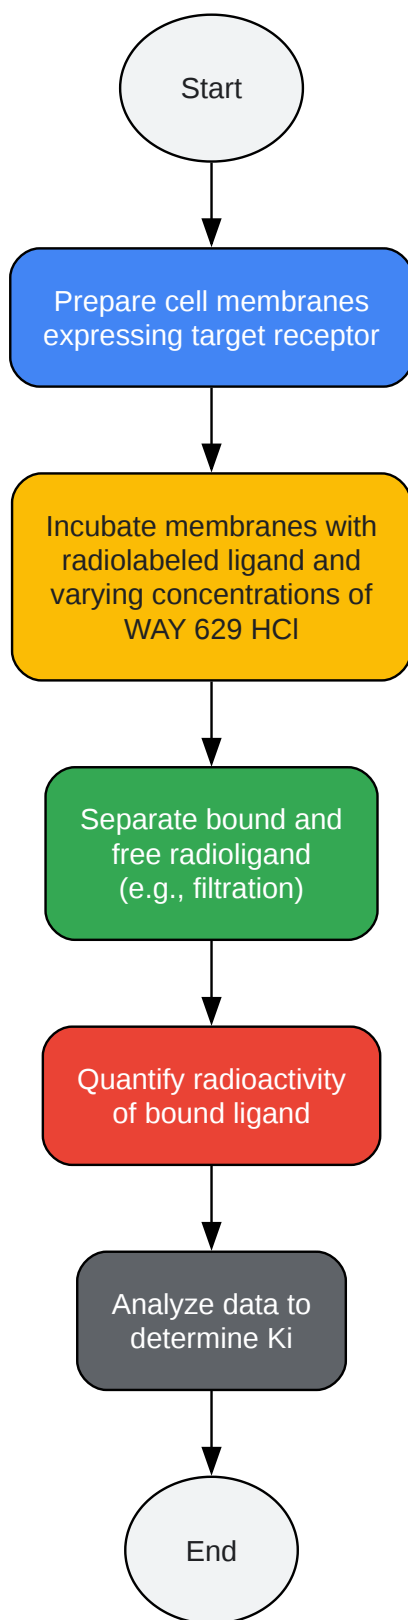 Start
Prepare cell membranes
expressing target receptor
Incubate membranes with
radiolabeled ligand and
varying concentrations of
WAY 629 HCl
Separate bound and
free radioligand
(e.g., filtration)
Quantify radioactivity
of bound ligand
Analyze data to
determine Ki
End